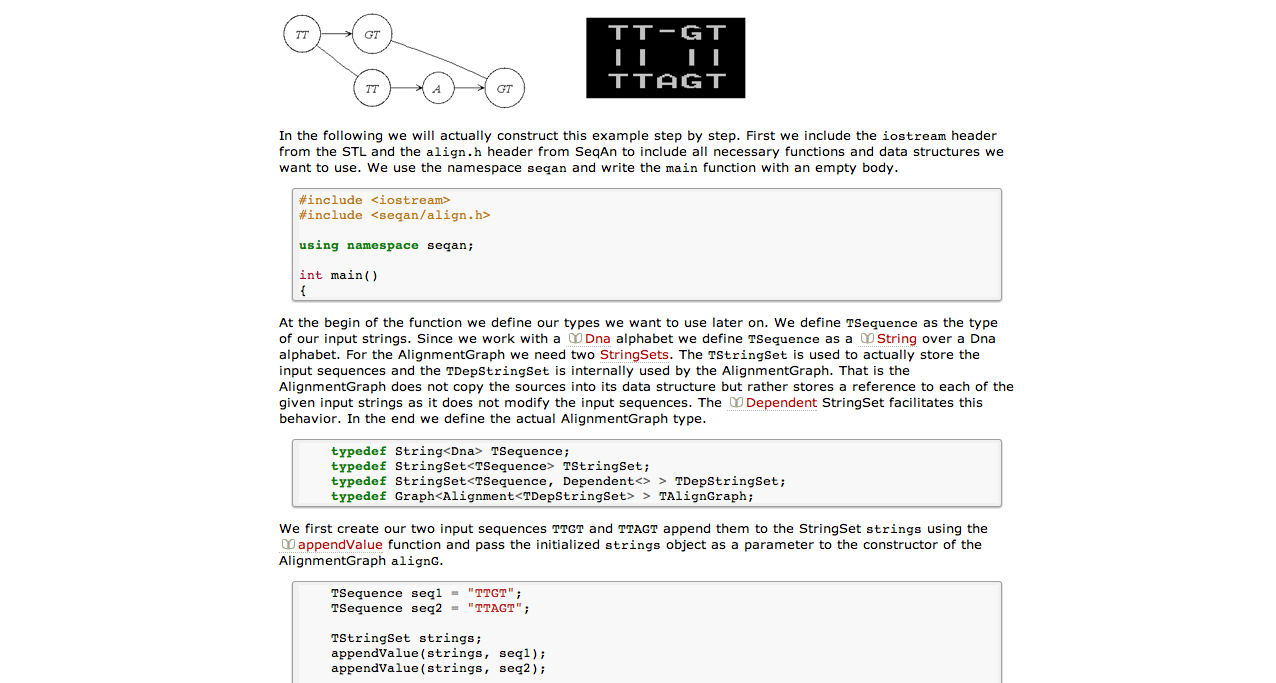 TT
GT
TT
A
GT
TT-GT
|| ||
TTAGT
In the following we will actually construct this example step by step. First we include the iostream header
from the STL and the align.h header from SeqAn to include all necessary functions and data structures we
want to use. We use the namespace seqan and write the main function with an empty body.
#include <iostream>
#include <seqan/align.h>
using namespace seqan;
int main()
{
At the begin of the function we define our types we want to use later on. We define TSequence as the type
of our input strings. Since we work with a Dna alphabet we define TSequence as a String over a Dna
alphabet. For the AlignmentGraph we need two StringSets. The TStringSet is used to actually store the
input sequences and the TDepStringSet is internally used by the AlignmentGraph. That is the
AlignmentGraph does not copy the sources into its data structure but rather stores a reference to each of the
given input strings as it does not modify the input sequences. The Dependent StringSet facilitates this
behavior. In the end we define the actual AlignmentGraph type.
typedef String<Dna> TSequence;
typedef StringSet<TSequence> TStringSet;
typedef StringSet<TSequence, Dependent<> > TDepStringSet;
typedef Graph<Alignment<TDepStringSet> > TAlignGraph;
We first create our two input sequences TTGT and TTAGT append them to the StringSet strings using the
appendValue function and pass the initialized strings object as a parameter to the constructor of the
AlignmentGraph alignG.
TSequence seq1 = "TTGT";
TSequence seq2 = "TTAGT";
TStringSet strings;
appendValue(strings, seq1);
appendValue(strings, seq2);